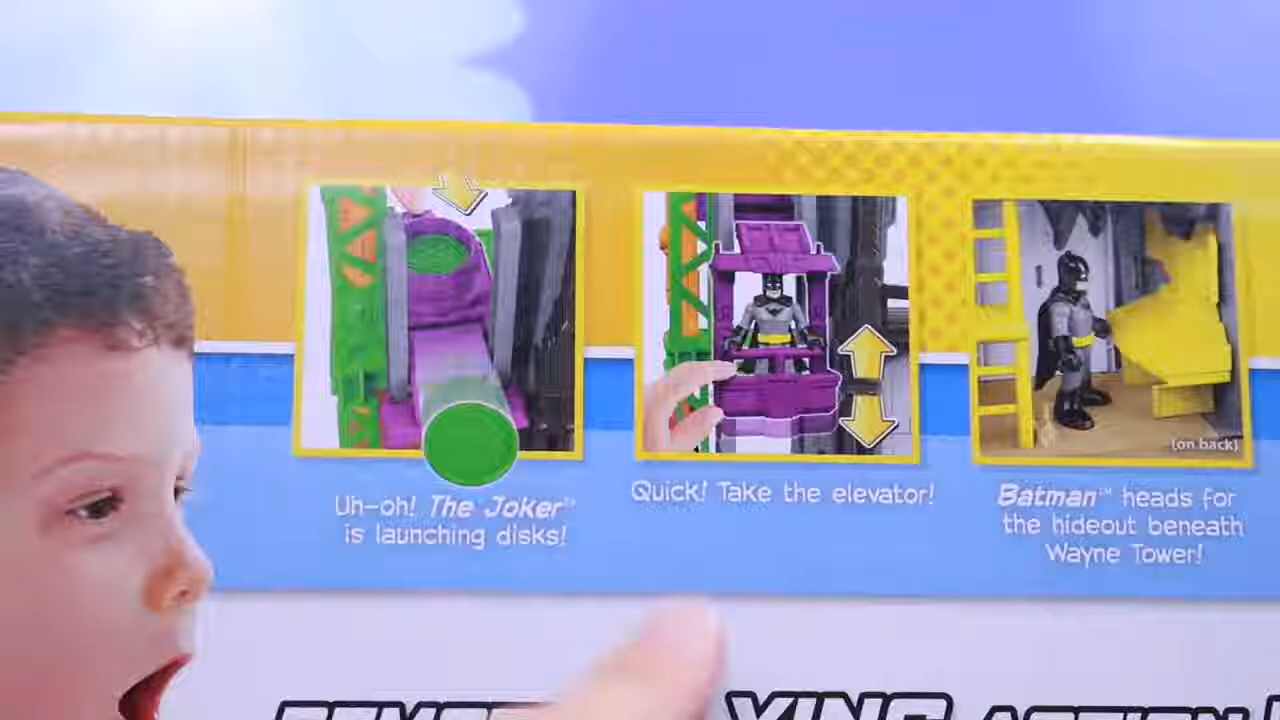 (on back)
Uh-oh! The Joker™
is launching disks!
Quick! Take the elevator!
Batman™ heads for
the hideout beneath
Wayne Tower!
ACTION